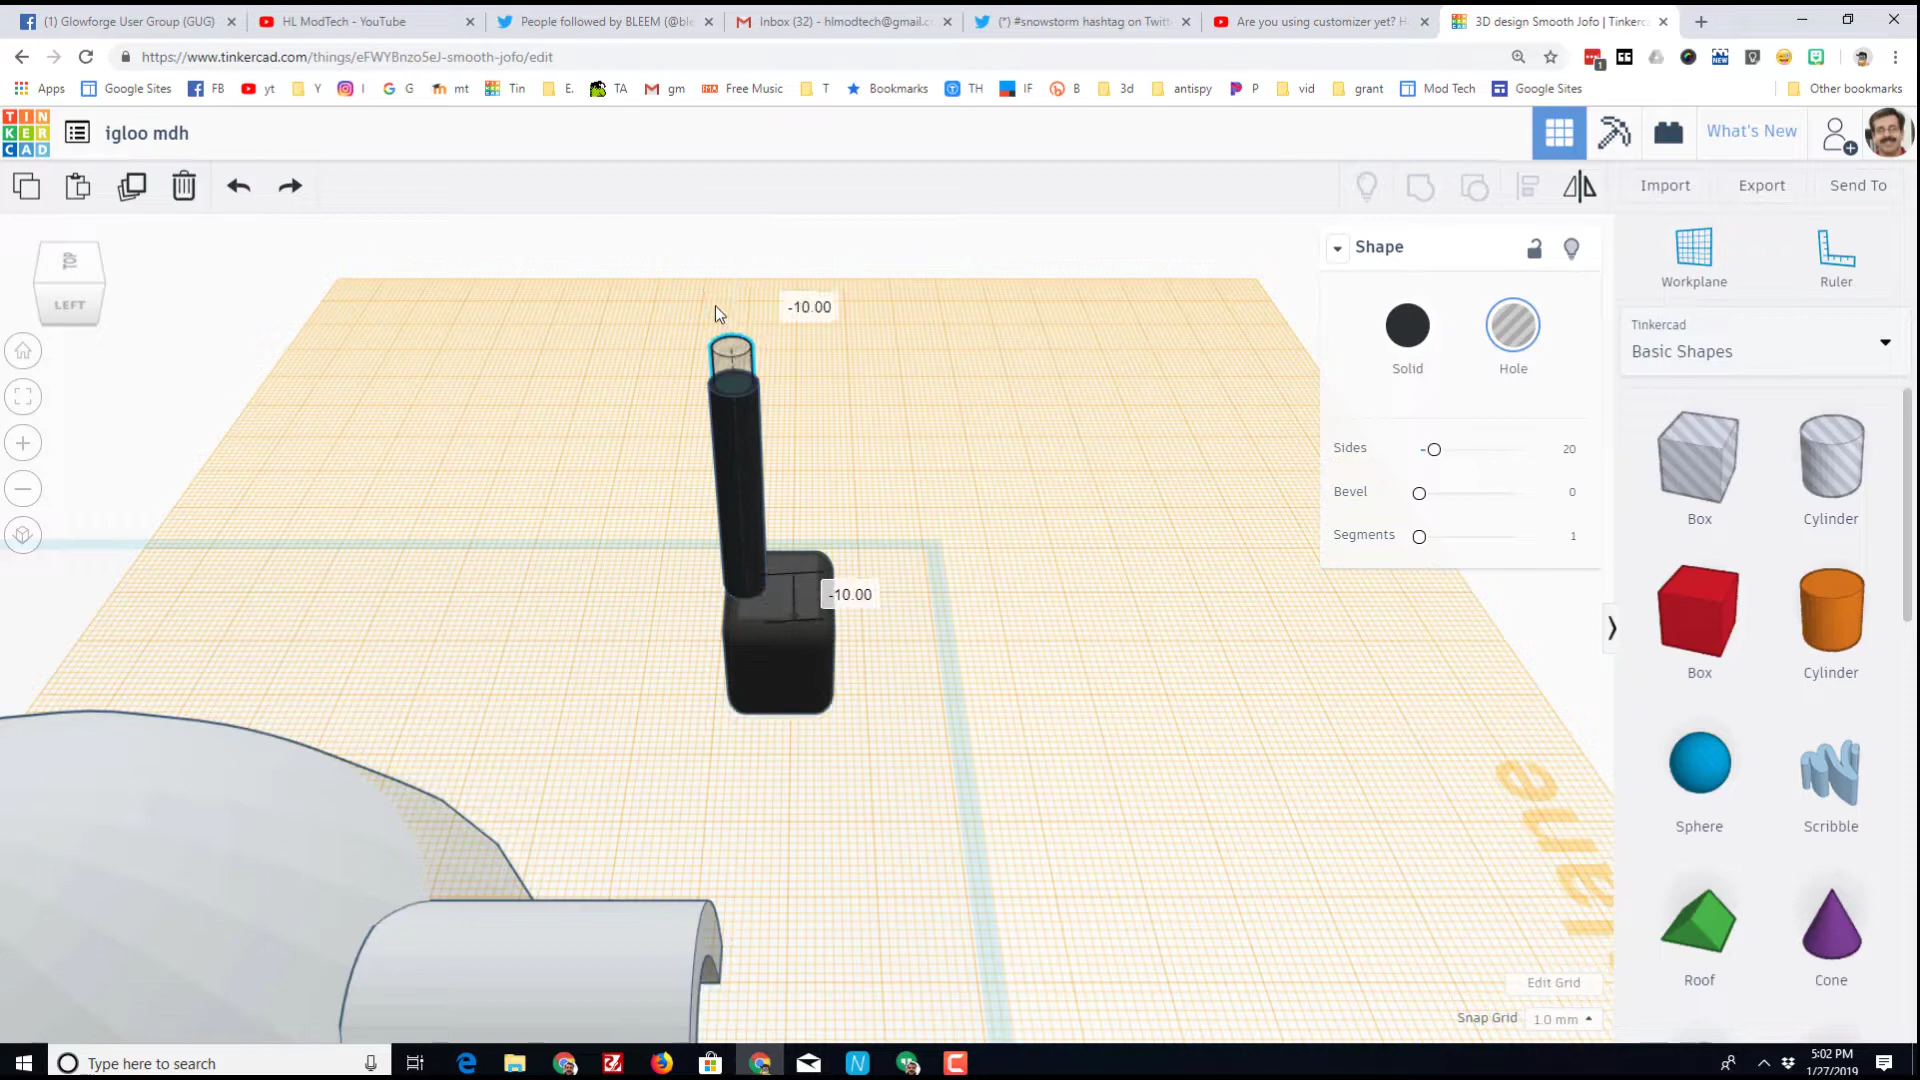 (1) Glowforge User Group (GUG)
HL ModTech - YouTube
People followed by BLEEM (@ble
Inbox (32) - hlmodtech@gmail.c
(*) #snowstorm hashtag on Twitt
Are you using customizer yet? H
3D design Smooth Jofo | Tinkerc
https://www.tinkercad.com/things/eFWYBnzo5eJ-smooth-jofo/edit
Apps
Google Sites
FB
yt
Y
I
G
mt
Tin
E.
TA
gm
Free Music
T
Bookmarks
TH
IF
B
3d
antispy
P
vid
grant
Mod Tech
Google Sites
Other bookmarks
TIN
KER
CAD
igloo mdh
What's New
Import
Export
Send To
TOP
LEFT
-10.00
-10.00
Shape
Solid
Hole
Sides
20
Bevel
0
Segments
1
Workplane
Ruler
Tinkercad
Basic Shapes
Box
Cylinder
Box
Cylinder
Sphere
Scribble
Roof
Cone
Edit Grid
Snap Grid
1.0 mm
Type here to search
5:02 PM
1/27/2019